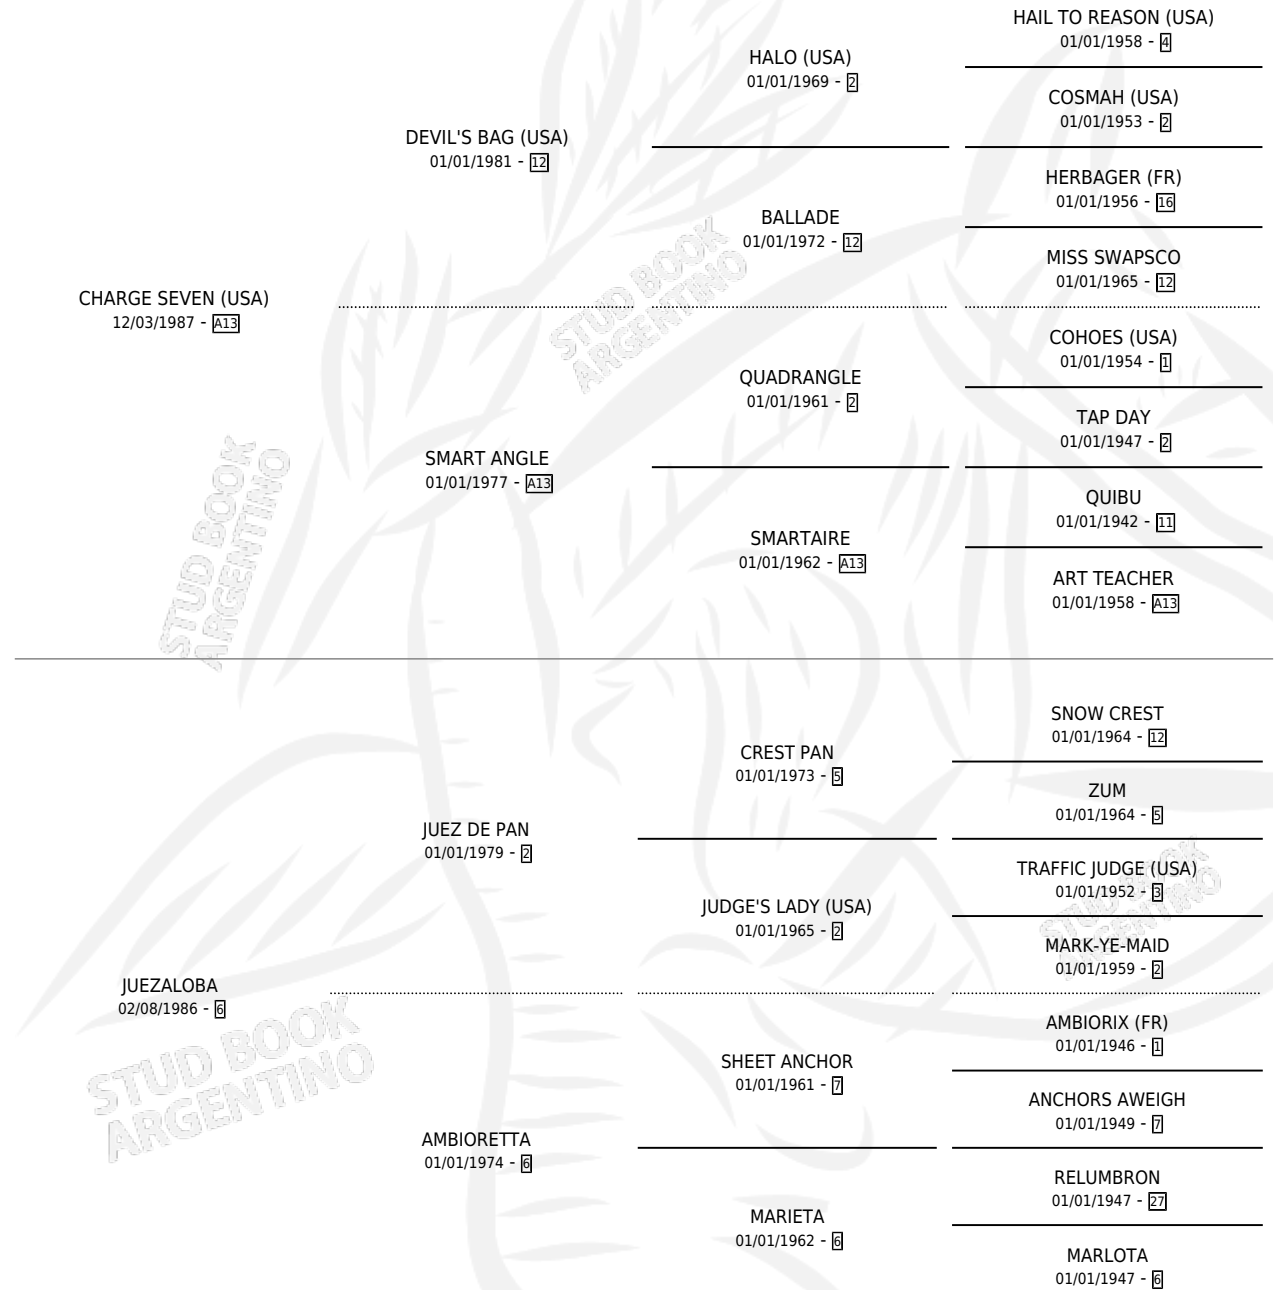 HAIL TO REASON (USA)
01/01/1958 - 4
HALO (USA)
01/01/1969 - 2
COSMAH (USA)
01/01/1953 - 2
DEVIL'S BAG (USA)
01/01/1981 - 12
HERBAGER (FR)
01/01/1956 - 16
BALLADE
01/01/1972 - 12
MISS SWAPSCO
01/01/1965 - 12
CHARGE SEVEN (USA)
12/03/1987 - A13
COHOES (USA)
01/01/1954 - 1
QUADRANGLE
01/01/1961 - 2
TAP DAY
01/01/1947 - 2
SMART ANGLE
01/01/1977 - A13
QUIBU
01/01/1942 - 11
SMARTAIRE
01/01/1962 - A13
ART TEACHER
01/01/1958 - A13
SNOW CREST
01/01/1964 - 12
CREST PAN
01/01/1973 - 5
ZUM
01/01/1964 - 5
JUEZ DE PAN
01/01/1979 - 2
TRAFFIC JUDGE (USA)
01/01/1952 - 3
JUDGE'S LADY (USA)
01/01/1965 - 2
MARK-YE-MAID
01/01/1959 - 2
JUEZALOBA
02/08/1986 - 6
AMBIORIX (FR)
01/01/1946 - 1
SHEET ANCHOR
01/01/1961 - 7
ANCHORS AWEIGH
01/01/1949 - 7
AMBIORETTA
01/01/1974 - 6
RELUMBRON
01/01/1947 - 27
MARIETA
01/01/1962 - 6
MARLOTA
01/01/1947 - 6
STUD BOOK
ARGENTINO
STUD BOOK
ARGENTINO
STUD BOOK
ARGENTINO
STUD BOOK
ARGENTINO